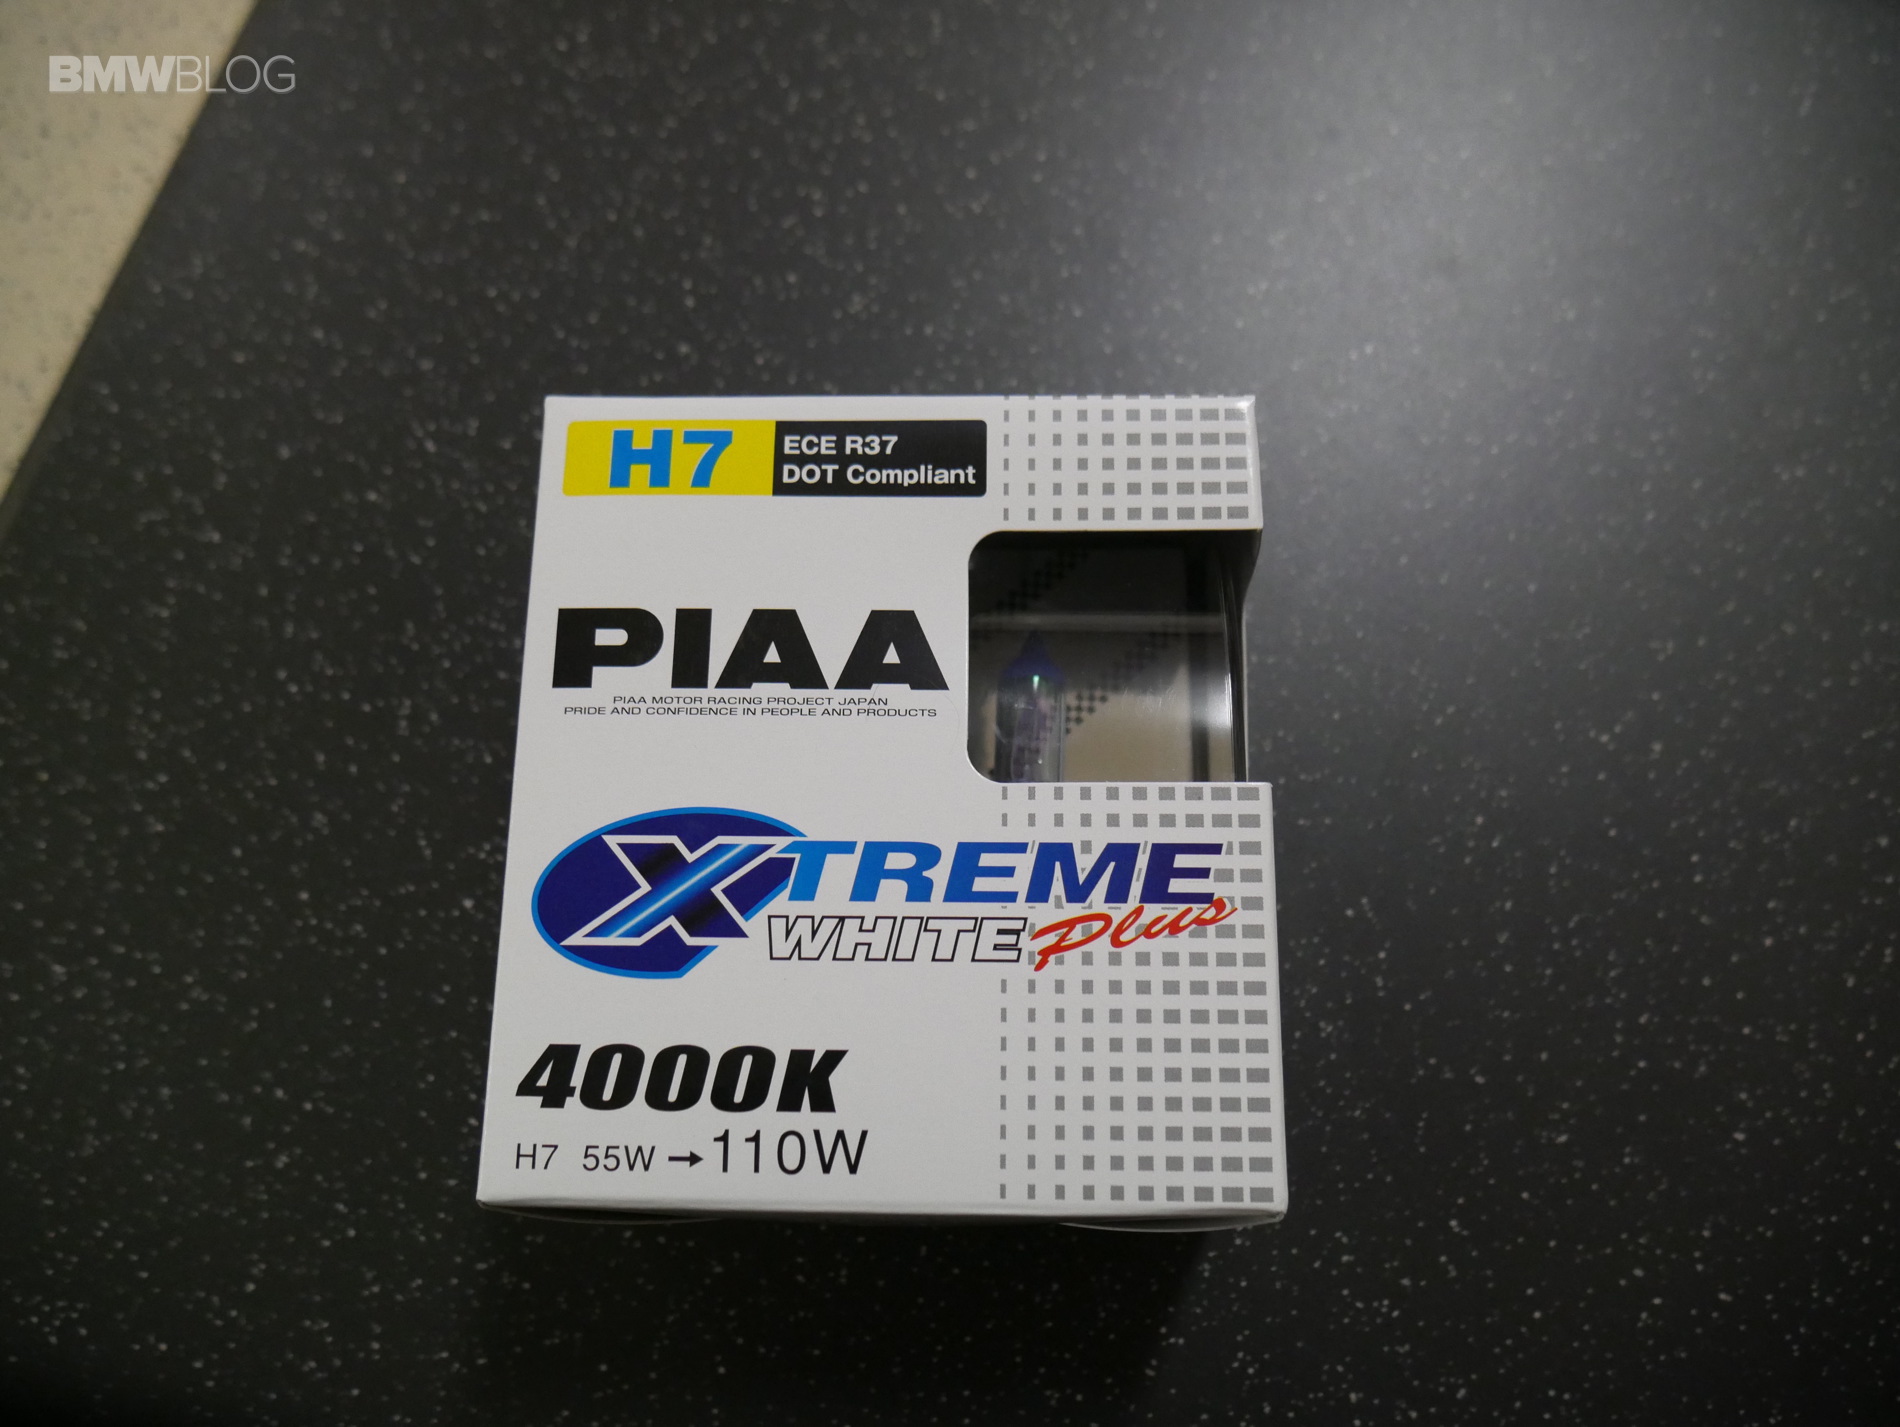 BMWBLOG
H7
ECE R37
DOT Compliant
PIAA
PIAA MOTOR RACING PROJECT JAPAN
PRIDE AND CONFIDENCE IN PEOPLE AND PRODUCTS
XTREME
WHITE Plus
4000K
H7 55W→110W